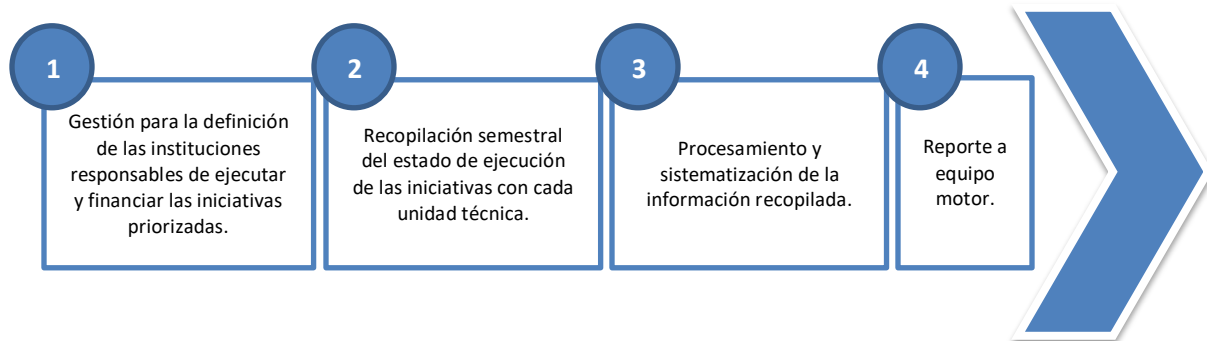 1
Gestión para la definición
de las instituciones
responsables de ejecutar
y financiar las iniciativas
priorizadas.
2
Recopilación semestral
del estado de ejecución
de las iniciativas con cada
unidad técnica.
3
Procesamiento y
sistematización de la
información recopilada.
4
Reporte a
equipo
motor.